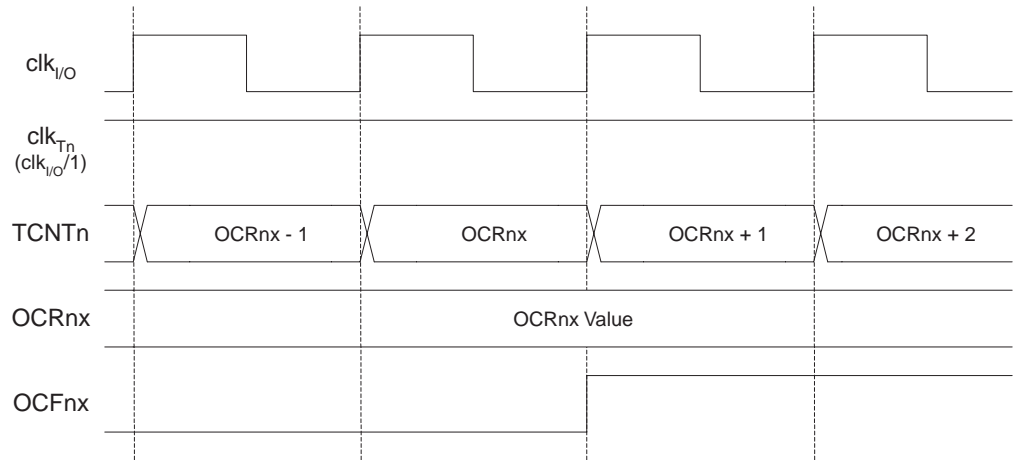 clkI/O
clkTn
(clkI/O/1)
TCNTn OCRnx - 1 OCRnx OCRnx + 1 OCRnx + 2
OCRnx OCRnx Value
OCFnx